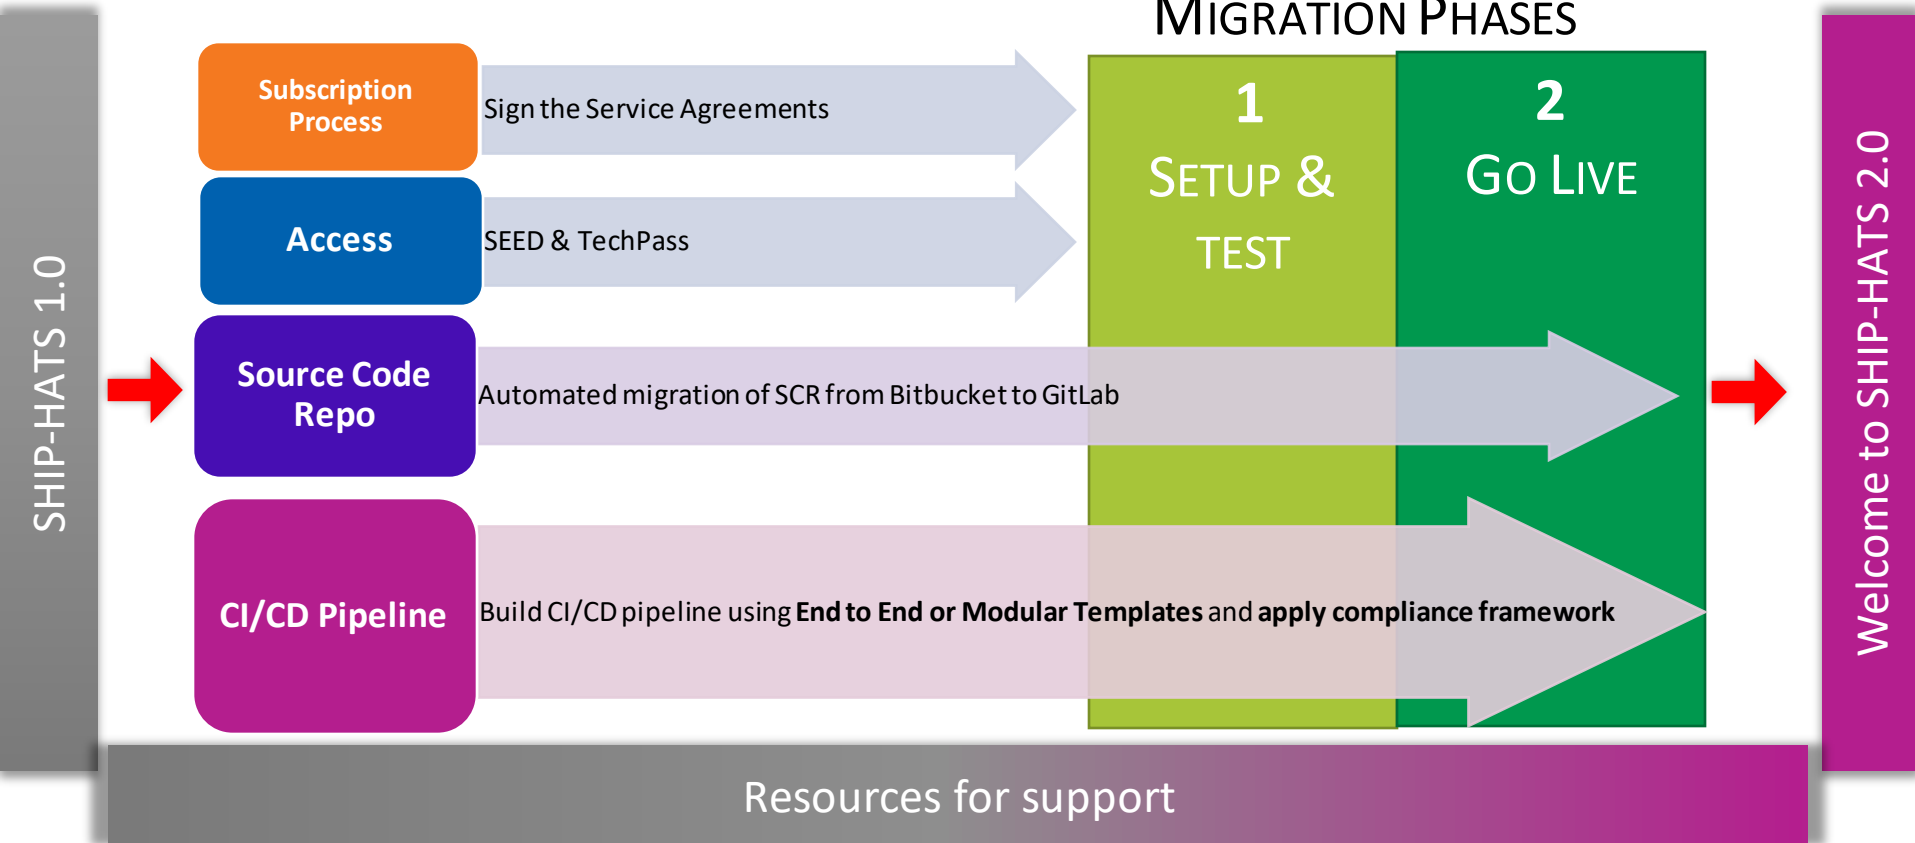 MIGRATION PHASES
SHIP-HATS 1.0
Subscription
Process
Sign the Service Agreements
Access
SEED & TechPass
Source Code
Repo
Automated migration of SCR from Bitbucket to GitLab
CI/CD Pipeline
Build CI/CD pipeline using End to End or Modular Templates and apply compliance framework
1
SETUP &
TEST
2
GO LIVE
Welcome to SHIP-HATS 2.0
Resources for support